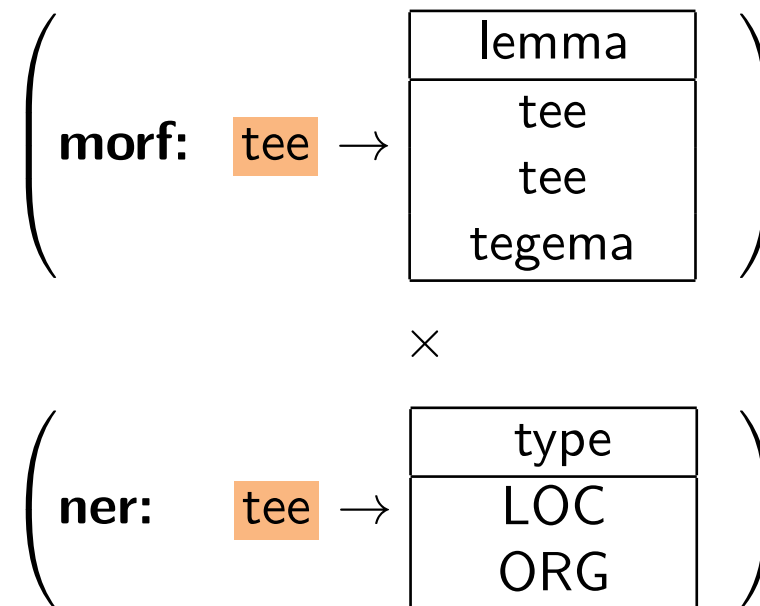 lemma
tee
morf: tee → tee
tegema
×
type
ner: tee → LOC
ORG